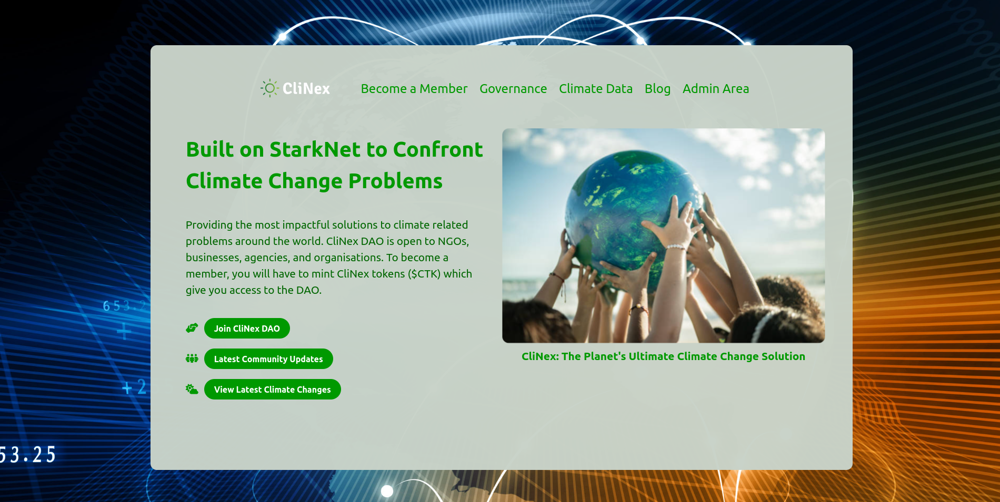 CliNex
Become a Member Governance Climate Data Blog Admin Area
Built on StarkNet to Confront
Climate Change Problems
Providing the most impactful solutions to climate related
problems around the world. CliNex DAO is open to NGOs,
businesses, agencies, and organisations. To become a
member, you will have to mint CliNex tokens ($CTK) which
give you access to the DAO.
Join CliNex DAO
Latest Community Updates
View Latest Climate Changes
CliNex: The Planet's Ultimate Climate Change Solution
653.2
+
+2
53.25